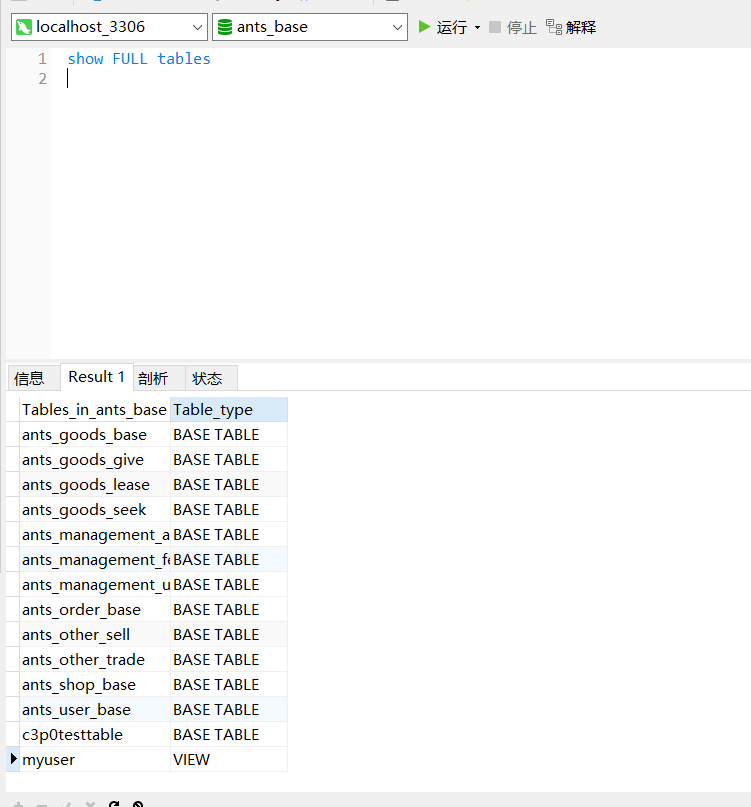 localhost_3306 ants_base 运行 停止 解释
1 show FULL tables
2
信息 Result 1 剖析 状态
Tables_in_ants_base Table_type
ants_goods_base BASE TABLE
ants_goods_give BASE TABLE
ants_goods_lease BASE TABLE
ants_goods_seek BASE TABLE
ants_management_a BASE TABLE
ants_management_fe BASE TABLE
ants_management_u BASE TABLE
ants_order_base BASE TABLE
ants_other_sell BASE TABLE
ants_other_trade BASE TABLE
ants_shop_base BASE TABLE
ants_user_base BASE TABLE
c3p0testtable BASE TABLE
myuser VIEW